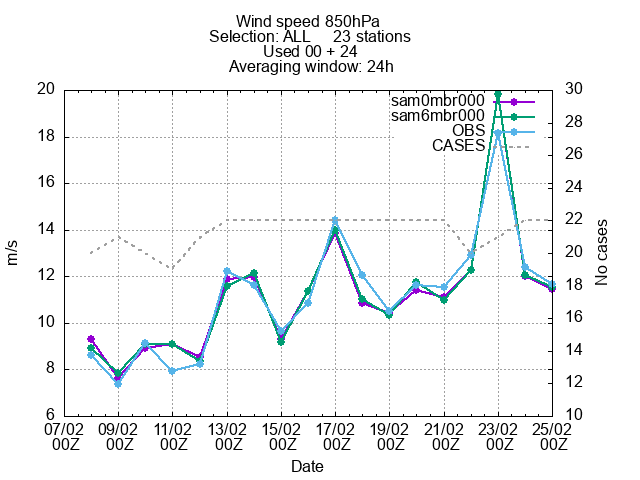 Wind speed 850hPa
Selection: ALL     23 stations
Used 00 + 24
Averaging window: 24h
sam0mbr000
sam6mbr000
OBS
CASES
20
18
16
14
12
10
8
6
m/s
30
28
26
24
22
20
18
16
14
12
10
No cases
07/02 09/02 11/02 13/02 15/02 17/02 19/02 21/02 23/02 25/02
00Z 00Z 00Z 00Z 00Z 00Z 00Z 00Z 00Z 00Z
Date